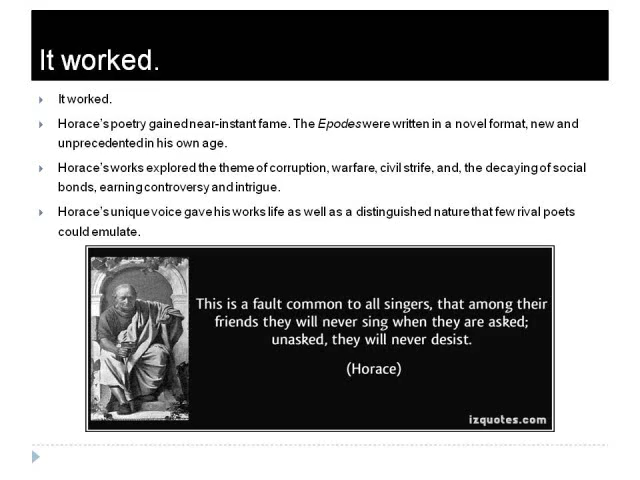 It worked.
It worked.
Horace's poetry gained near-instant fame. The Epodes were written in a novel format, new and
unprecedented in his own age.
Horace's works explored the theme of corruption, warfare, civil strife, and, the decaying of social
bonds, earning controversy and intrigue.
Horace's unique voice gave his works life as well as a distinguished nature that few rival poets
could emulate.
This is a fault common to all singers, that among their
friends they will never sing when they are asked;
unasked, they will never desist.
(Horace)
izquotes.com